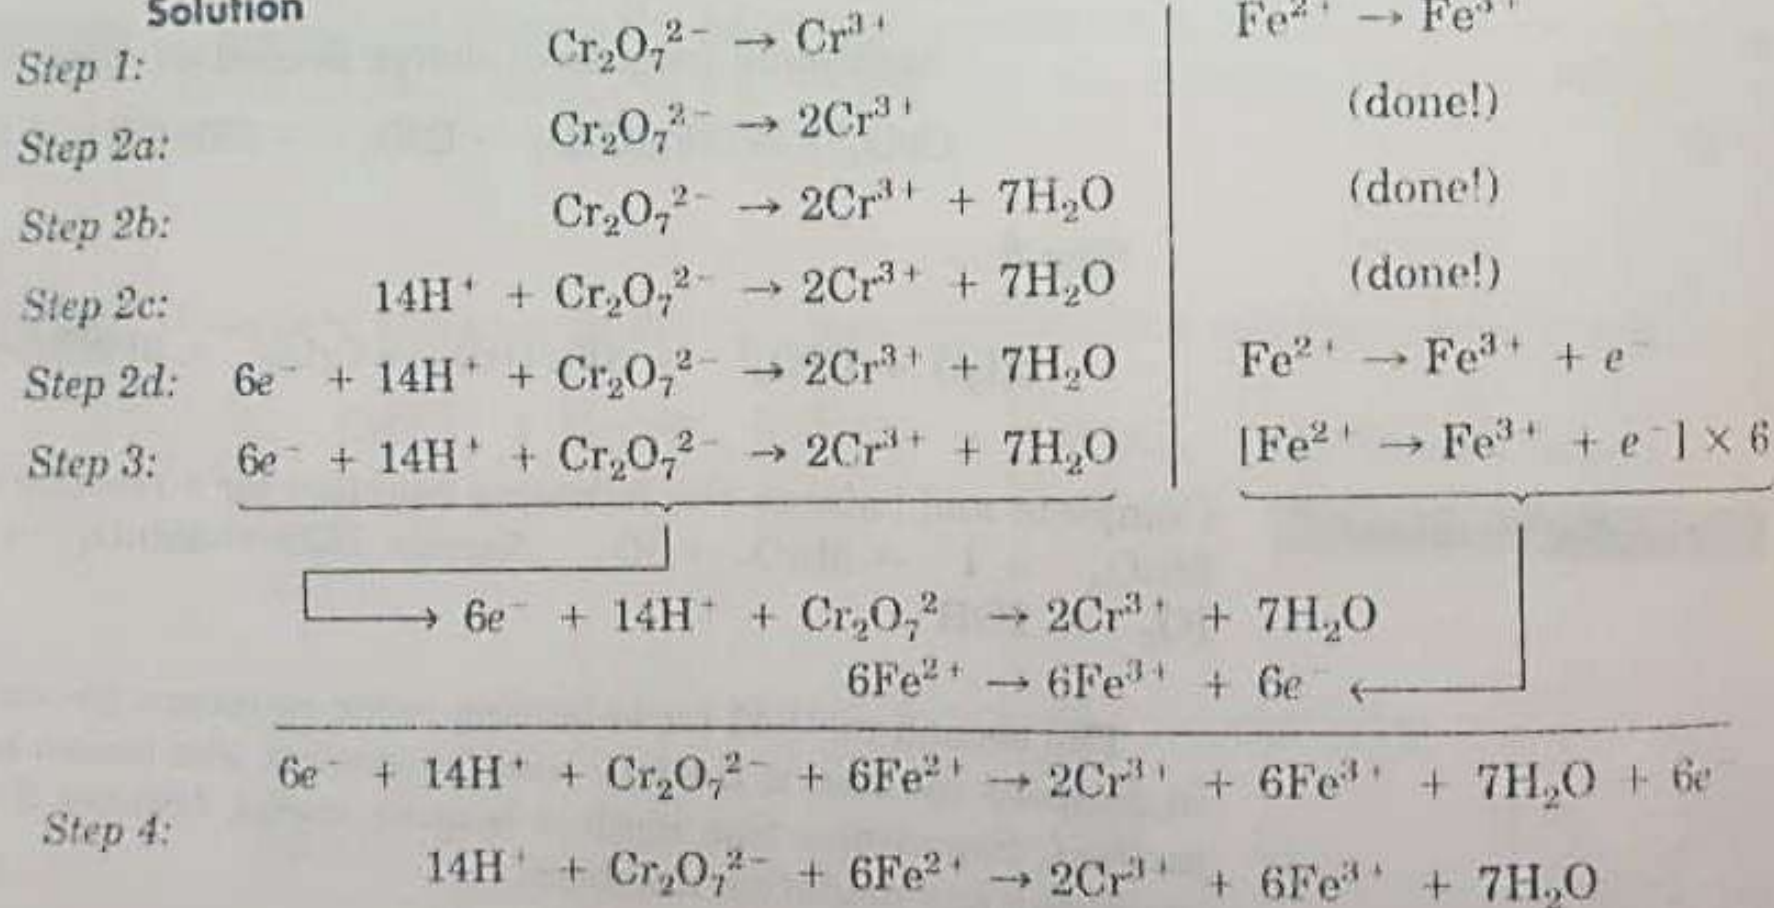 Solution
Step 1: Cr₂O₇²⁻ → Cr³⁺ Fe²⁺ → Fe³⁺
Step 2a: Cr₂O₇²⁻ → 2Cr³⁺ (done!)
Step 2b: Cr₂O₇²⁻ → 2Cr³⁺ + 7H₂O (done!)
Step 2c: 14H⁺ + Cr₂O₇²⁻ → 2Cr³⁺ + 7H₂O (done!)
Step 2d: 6e⁻ + 14H⁺ + Cr₂O₇²⁻ → 2Cr³⁺ + 7H₂O Fe²⁺ → Fe³⁺ + e⁻
Step 3: 6e⁻ + 14H⁺ + Cr₂O₇²⁻ → 2Cr³⁺ + 7H₂O [Fe²⁺ → Fe³⁺ + e⁻] × 6
→ 6e⁻ + 14H⁺ + Cr₂O₇² → 2Cr³⁺ + 7H₂O
6Fe²⁺ → 6Fe³⁺ + 6e⁻ ←
6e⁻ + 14H⁺ + Cr₂O₇²⁻ + 6Fe²⁺ → 2Cr³⁺ + 6Fe³⁺ + 7H₂O + 6e⁻
Step 4:
14H⁺ + Cr₂O₇²⁻ + 6Fe²⁺ → 2Cr³⁺ + 6Fe³⁺ + 7H₂O